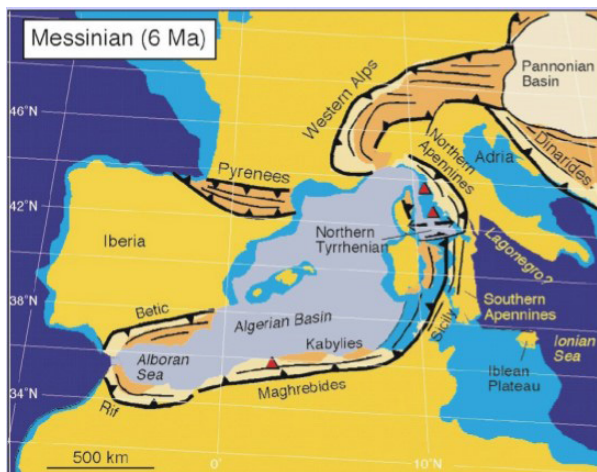 Messinian (6 Ma)
Pannonian
Basin
46°N
Western Alps
Northern
Apennines
Adria
Dinarides
Pyrenees
42°N
Iberia
Northern
Tyrrhenian
Lagonegro?
38°N
Betic
Algerian Basin
Southern
Apennines
Sicily
Kabylies
Ionian
Sea
Alboran
Sea
Iblean
Plateau
34°N
Rif
Maghrebides
500 km
0°
10°N